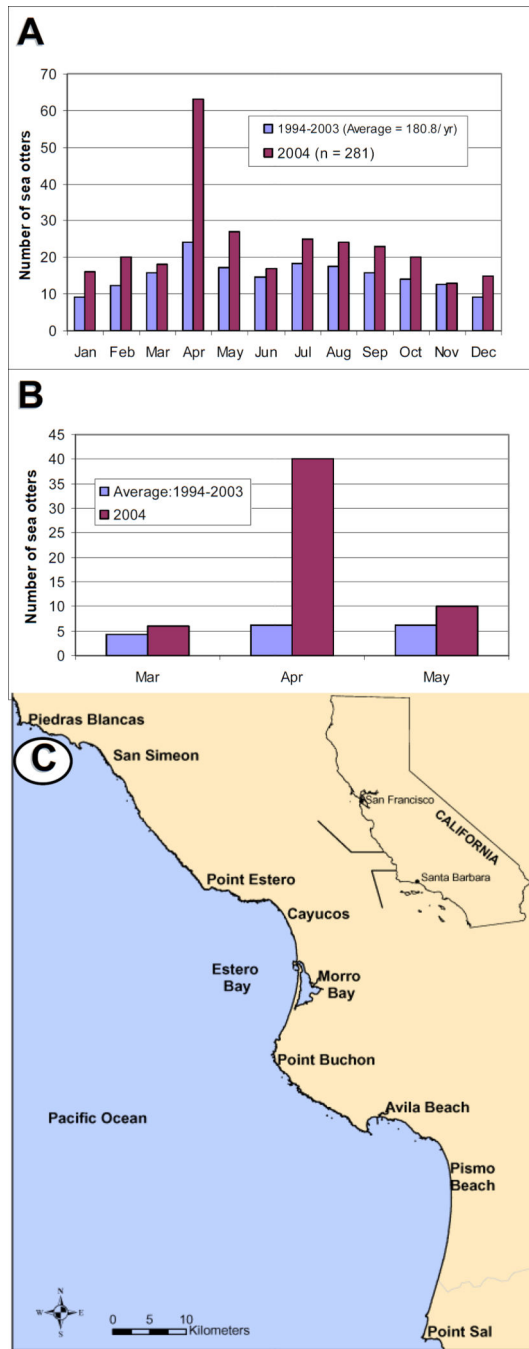 A
Number of sea otters
70
60
50
40
30
20
10
0
1994-2003 (Average = 180.8/yr)
2004 (n = 281)
Jan Feb Mar Apr May Jun Jul Aug Sep Oct Nov Dec
B
Number of sea otters
45
40
35
30
25
20
15
10
5
0
Average:1994-2003
2004
Mar Apr May
C
Piedras Blancas
San Simeon
San Francisco
CALIFORNIA
Santa Barbara
Point Estero
Cayucos
Estero
Bay
Morro
Bay
Point Buchon
Pacific Ocean
Avila Beach
Pismo
Beach
N
W E
S
0 5 10
Kilometers
Point Sal